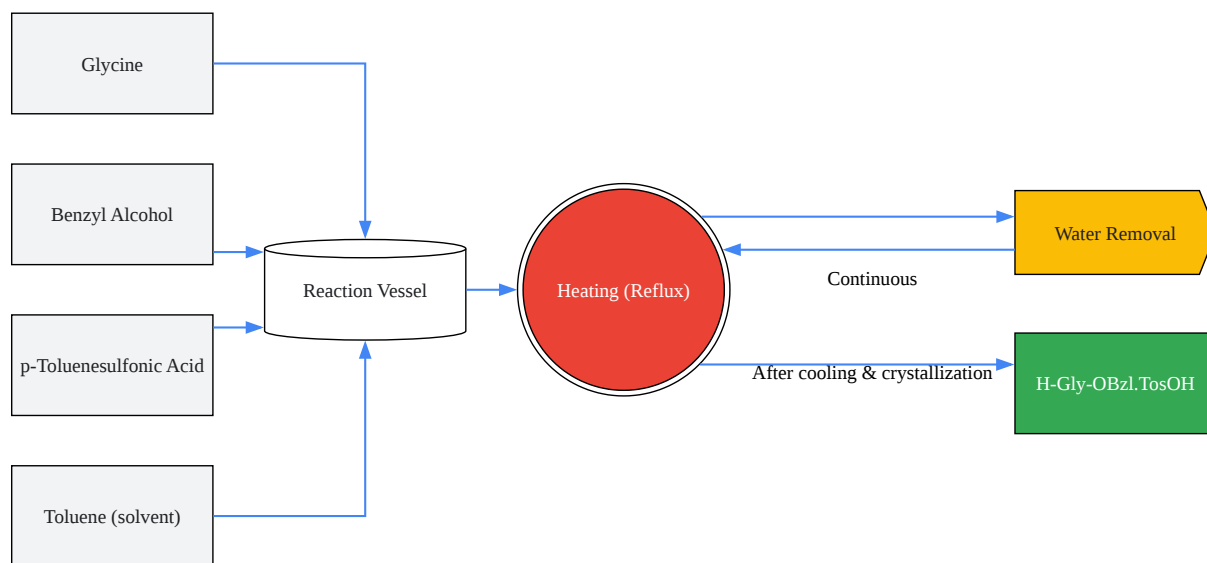 Glycine
Benzyl Alcohol
p-Toluenesulfonic Acid
Toluene (solvent)
Reaction Vessel
Heating (Reflux)
Water Removal
Continuous
After cooling & crystallization
H-Gly-OBzl.TosOH